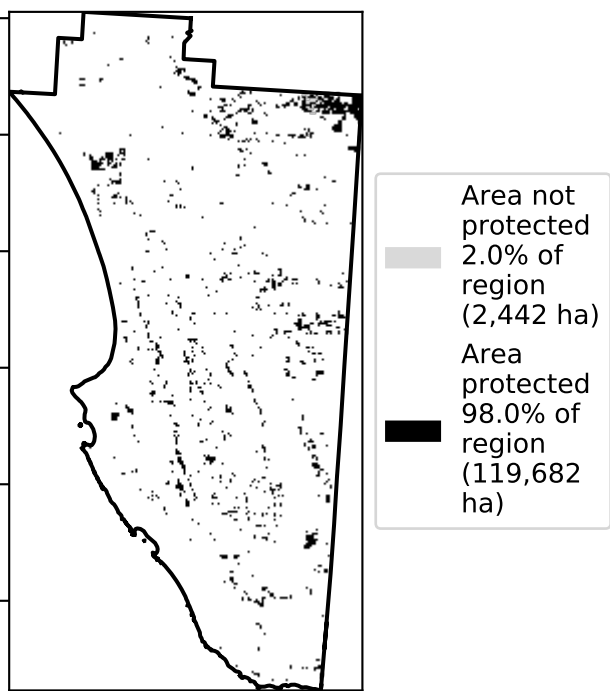 Area not
protected
2.0% of
region
(2,442 ha)
Area
protected
98.0% of
region
(119,682
ha)